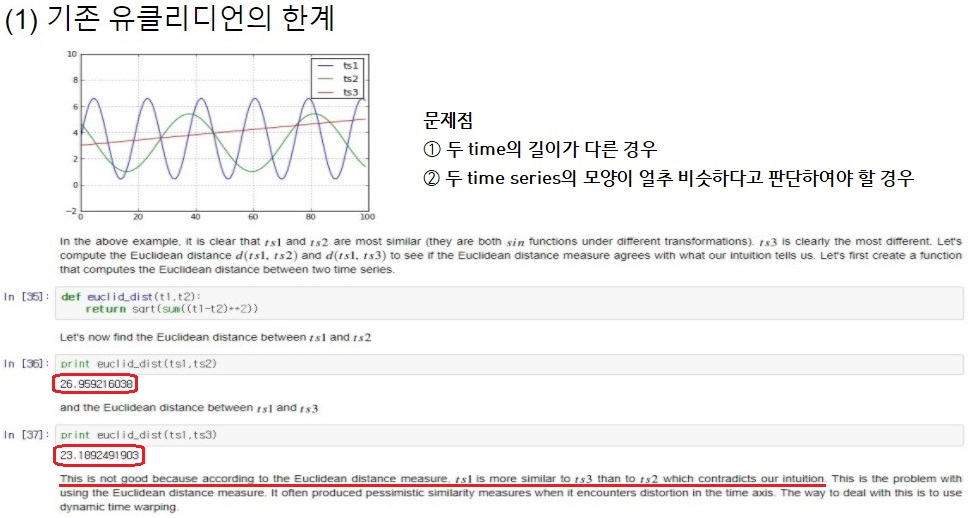 (1) 기존 유클리디언의 한계
10
8
6
4
2
0
−2
0 20 40 60 80 100
ts1
ts2
ts3
문제점
① 두 time의 길이가 다른 경우
② 두 time series의 모양이 얼추 비슷하다고 판단하여야 할 경우
In the above example, it is clear that ts1 and ts2 are most similar (they are both sin functions under different transformations). ts3 is clearly the most different. Let's
compute the Euclidean distance d(ts1, ts2) and d(ts1, ts3) to see if the Euclidean distance measure agrees with what our intuition tells us. Let's first create a function
that computes the Euclidean distance between two time series.
In [35]: def euclid_dist(t1,t2):
return sqrt(sum((t1-t2)**2))
Let's now find the Euclidean distance between ts1 and ts2
In [36]: print euclid_dist(ts1,ts2)
26.959216038
and the Euclidean distance between ts1 and ts3
In [37]: print euclid_dist(ts1,ts3)
23.1892491903
This is not good because according to the Euclidean distance measure, ts1 is more similar to ts3 than to ts2 which contradicts our intuition. This is the problem with
using the Euclidean distance measure. It often produced pessimistic similarity measures when it encounters distortion in the time axis. The way to deal with this is to use
dynamic time warping.